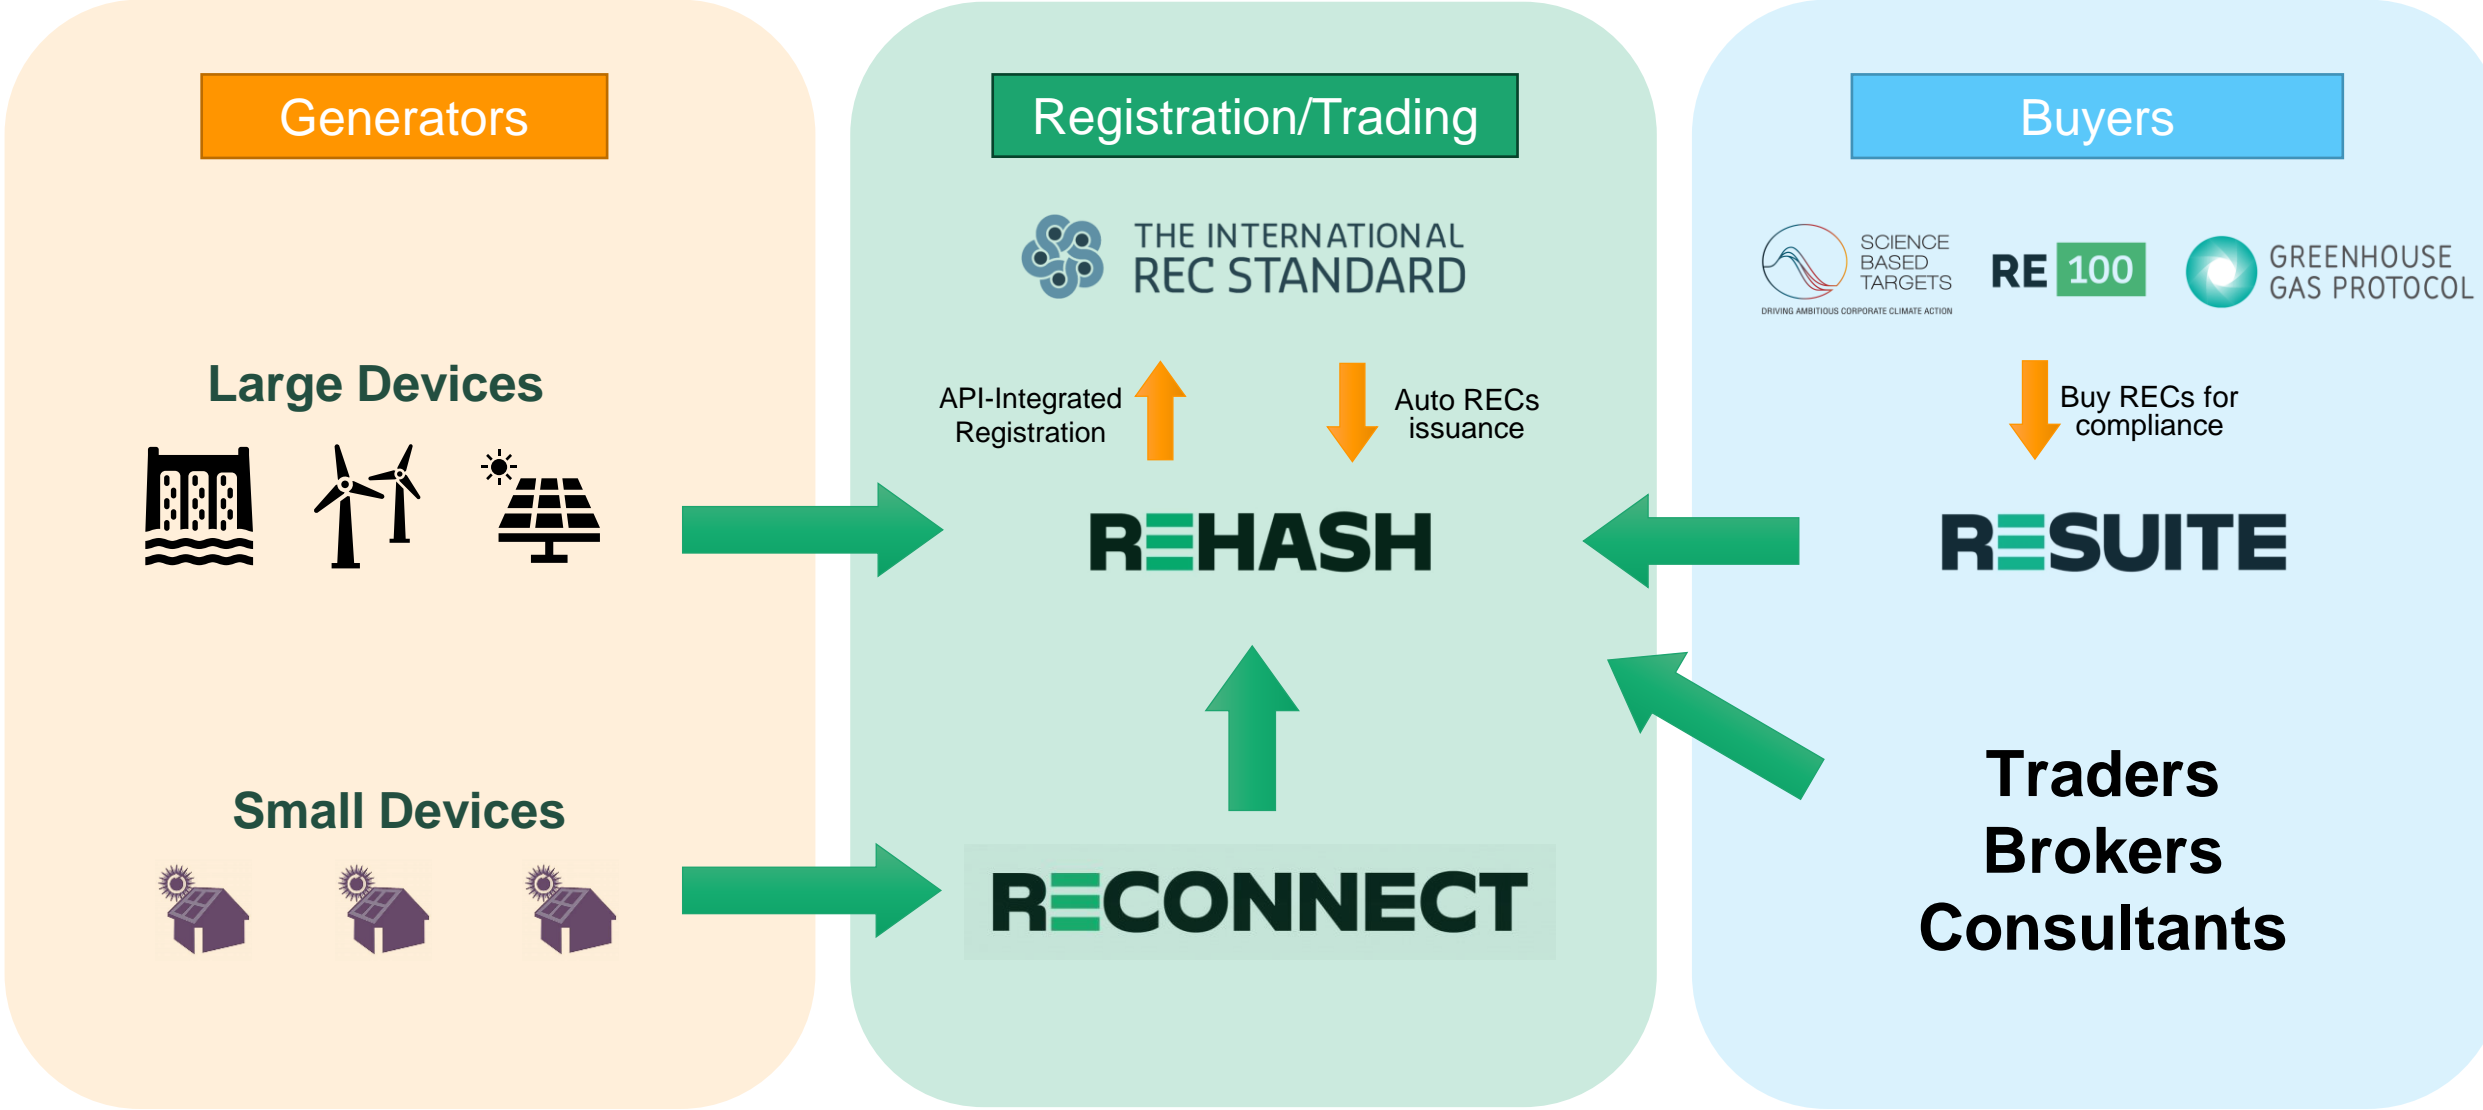 Generators
Large Devices
Small Devices
Registration/Trading
THE INTERNATIONAL
REC STANDARD
API-Integrated
Registration
Auto RECs
issuance
REHASH
RECONNECT
Buyers
SCIENCE
BASED
TARGETS
DRIVING AMBITIOUS CORPORATE CLIMATE ACTION
RE 100
GREENHOUSE
GAS PROTOCOL
Buy RECs for
compliance
RESUITE
Traders
Brokers
Consultants